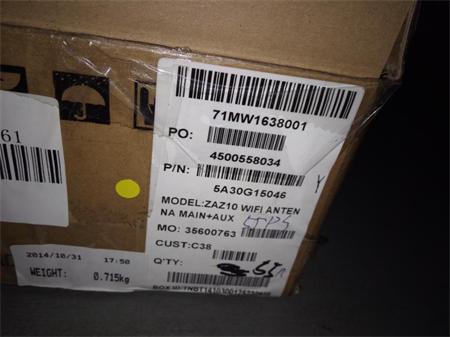 71MW1638001
PO:
4500558034
P/N:
5A30G15046
MODEL:ZAZ10 WIFI ANTEN
NA MAIN+AUX
MO: 35600763
CUST:C38
Q'TY:
61
2014/10/31 17:50
WEIGHT: 0.715kg